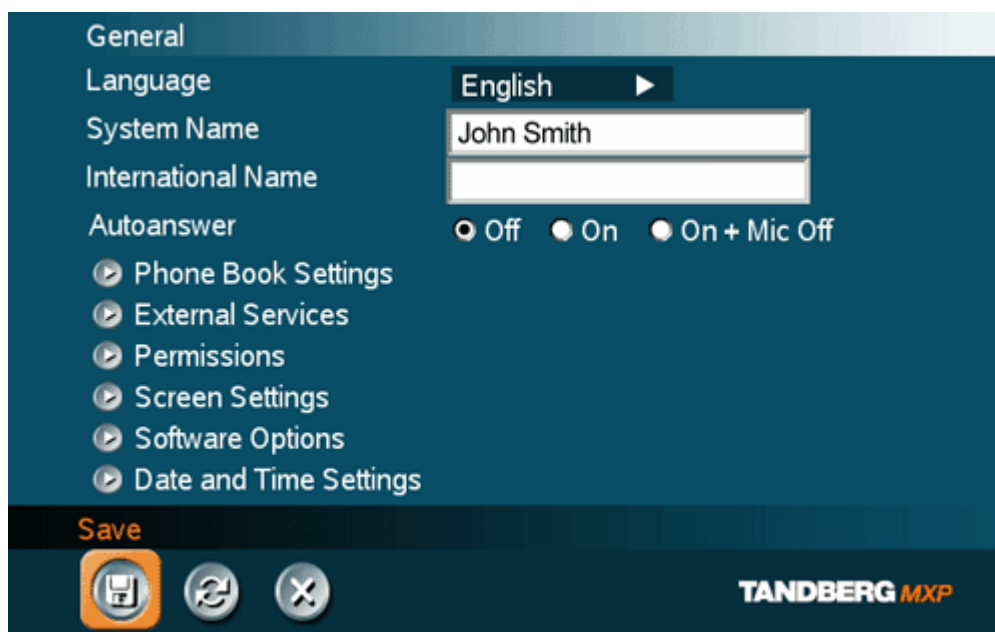 General
Language English
System Name John Smith
International Name
Autoanswer Off On On + Mic Off
Phone Book Settings
External Services
Permissions
Screen Settings
Software Options
Date and Time Settings
Save
TANDBERG MXP